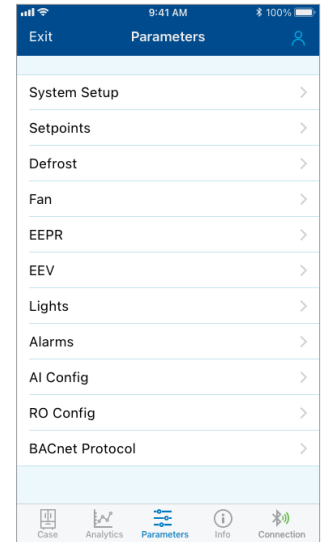 9:41 AM 100%
Exit Parameters
System Setup
Setpoints
Defrost
Fan
EEPR
EEV
Lights
Alarms
AI Config
RO Config
BACnet Protocol
Case Analytics Parameters Info Connection